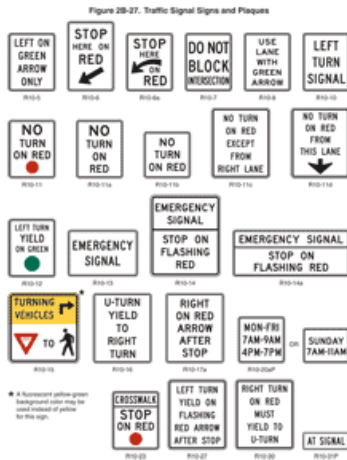 Figure 2B-27. Traffic Signal Signs and Plaques
LEFT ON
GREEN
ARROW
ONLY
R10-5
STOP
HERE ON
RED
R10-6
STOP
HERE
ON
RED
R10-6a
DO NOT
BLOCK
INTERSECTION
R10-7
USE
LANE
WITH
GREEN
ARROW
R10-8
LEFT
TURN
SIGNAL
R10-10
NO
TURN
ON RED
R10-11
NO
TURN
ON
RED
R10-11a
NO
TURN
ON RED
R10-11b
NO TURN
ON RED
EXCEPT
FROM
RIGHT LANE
R10-11c
NO TURN
ON RED
FROM
THIS LANE
R10-11d
LEFT TURN
YIELD
ON GREEN
R10-12
EMERGENCY
SIGNAL
R10-13
EMERGENCY
SIGNAL
STOP ON
FLASHING
RED
R10-14
EMERGENCY SIGNAL
STOP ON
FLASHING RED
R10-14a
TURNING
VEHICLES
TO
R10-15
*
U-TURN
YIELD
TO
RIGHT
TURN
R10-16
RIGHT
ON RED
ARROW
AFTER
STOP
R10-17a
MON-FRI
7AM-9AM
4PM-7PM
R10-20aP
OR
SUNDAY
7AM-11AM
* A fluorescent yellow-green
background color may be
used instead of yellow
for this sign.
CROSSWALK
STOP
ON RED
R10-23
LEFT TURN
YIELD ON
FLASHING
RED ARROW
AFTER STOP
R10-27
RIGHT TURN
ON RED
MUST
YIELD TO
U-TURN
R10-30
AT SIGNAL
R10-31P